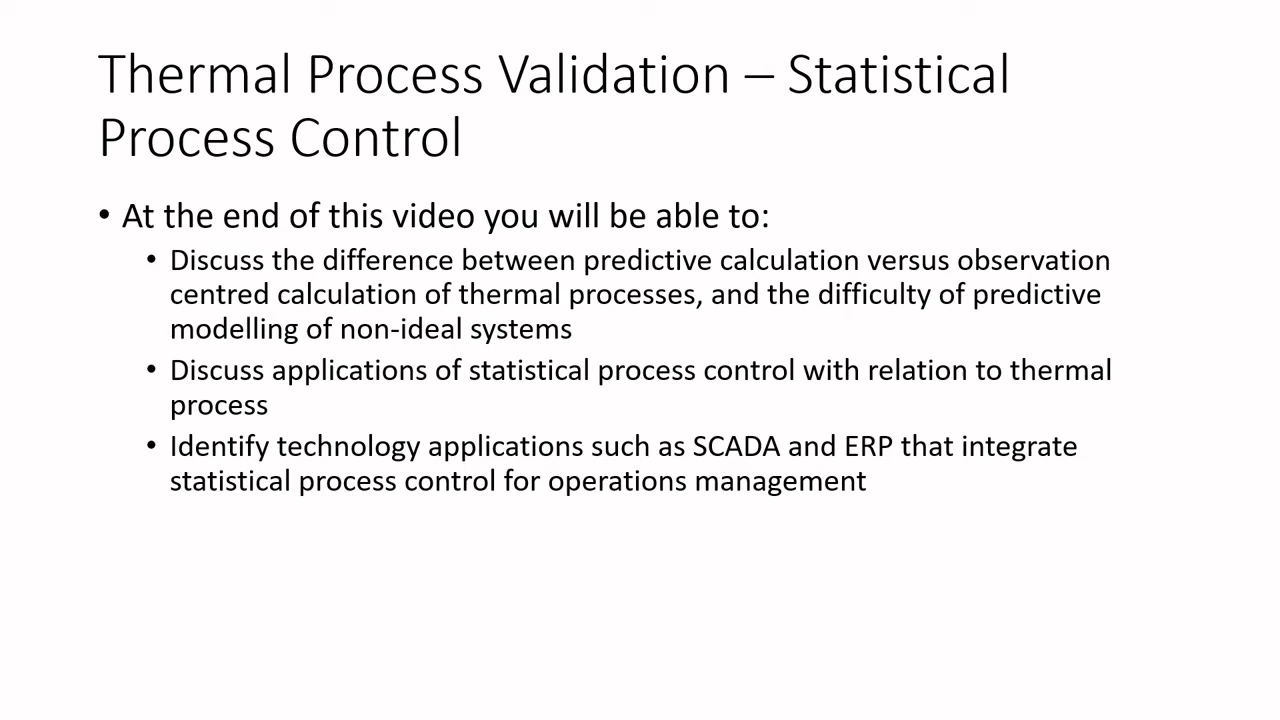 Thermal Process Validation – Statistical
Process Control
• At the end of this video you will be able to:
• Discuss the difference between predictive calculation versus observation
centred calculation of thermal processes, and the difficulty of predictive
modelling of non-ideal systems
• Discuss applications of statistical process control with relation to thermal
process
• Identify technology applications such as SCADA and ERP that integrate
statistical process control for operations management